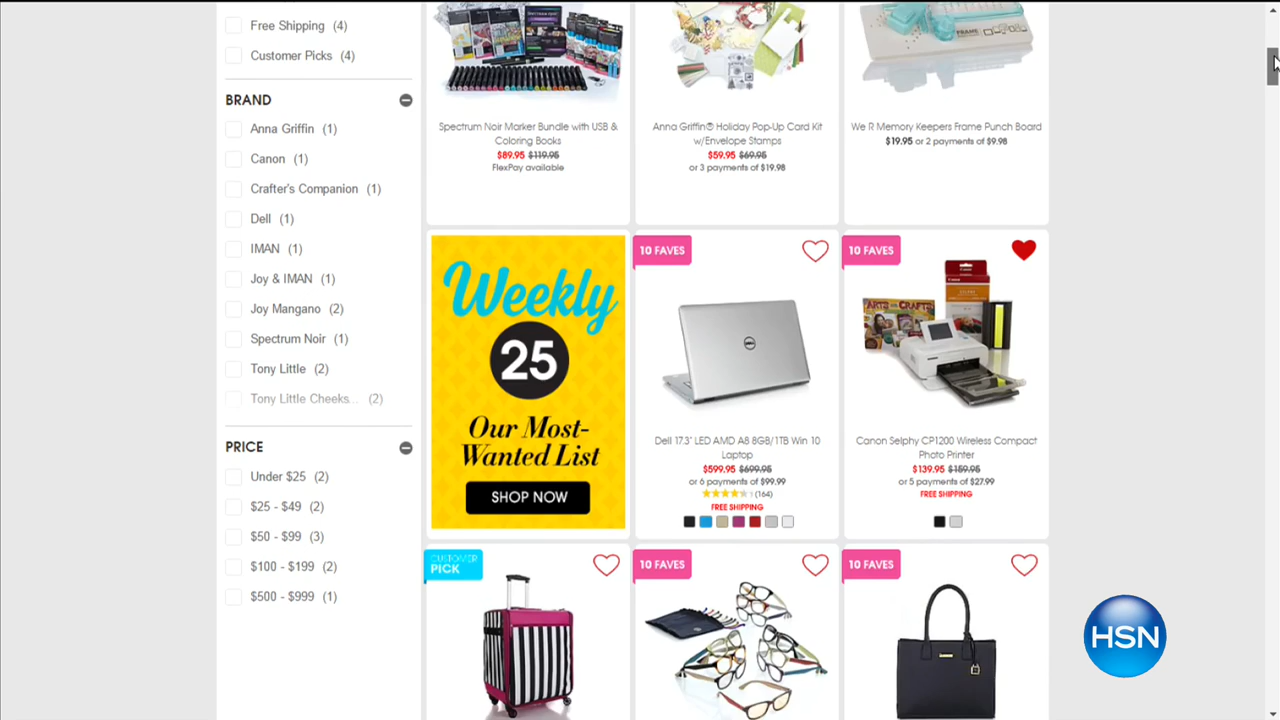 Free Shipping (4)
Customer Picks (4)
BRAND
Anna Griffin (1)
Canon (1)
Crafter's Companion (1)
Dell (1)
IMAN (1)
Joy & IMAN (1)
Joy Mangano (2)
Spectrum Noir (1)
Tony Little (2)
Tony Little Cheeks... (2)
PRICE
Under $25 (2)
$25 - $49 (2)
$50 - $99 (3)
$100 - $199 (2)
$500 - $999 (1)
Spectrum Noir Marker Bundle with USB &
Coloring Books
$89.95 $119.95
FlexPay available
Anna Griffin® Holiday Pop-Up Card Kit
w/Envelope Stamps
$59.95 $69.95
or 3 payments of $19.98
FRAME
We R Memory Keepers Frame Punch Board
$19.95 or 2 payments of $9.98
Weekly
25
Our Most-
Wanted List
SHOP NOW
10 FAVES
DELL
Dell 17.3" LED AMD A8 8GB/1TB Win 10
Laptop
$599.95 $699.95
or 6 payments of $99.99
(164)
FREE SHIPPING
10 FAVES
ARTS and CRAFTS
Canon Selphy CP1200 Wireless Compact
Photo Printer
$139.95 $159.95
or 5 payments of $27.99
FREE SHIPPING
CUSTOMER
PICK
10 FAVES
10 FAVES
HSN